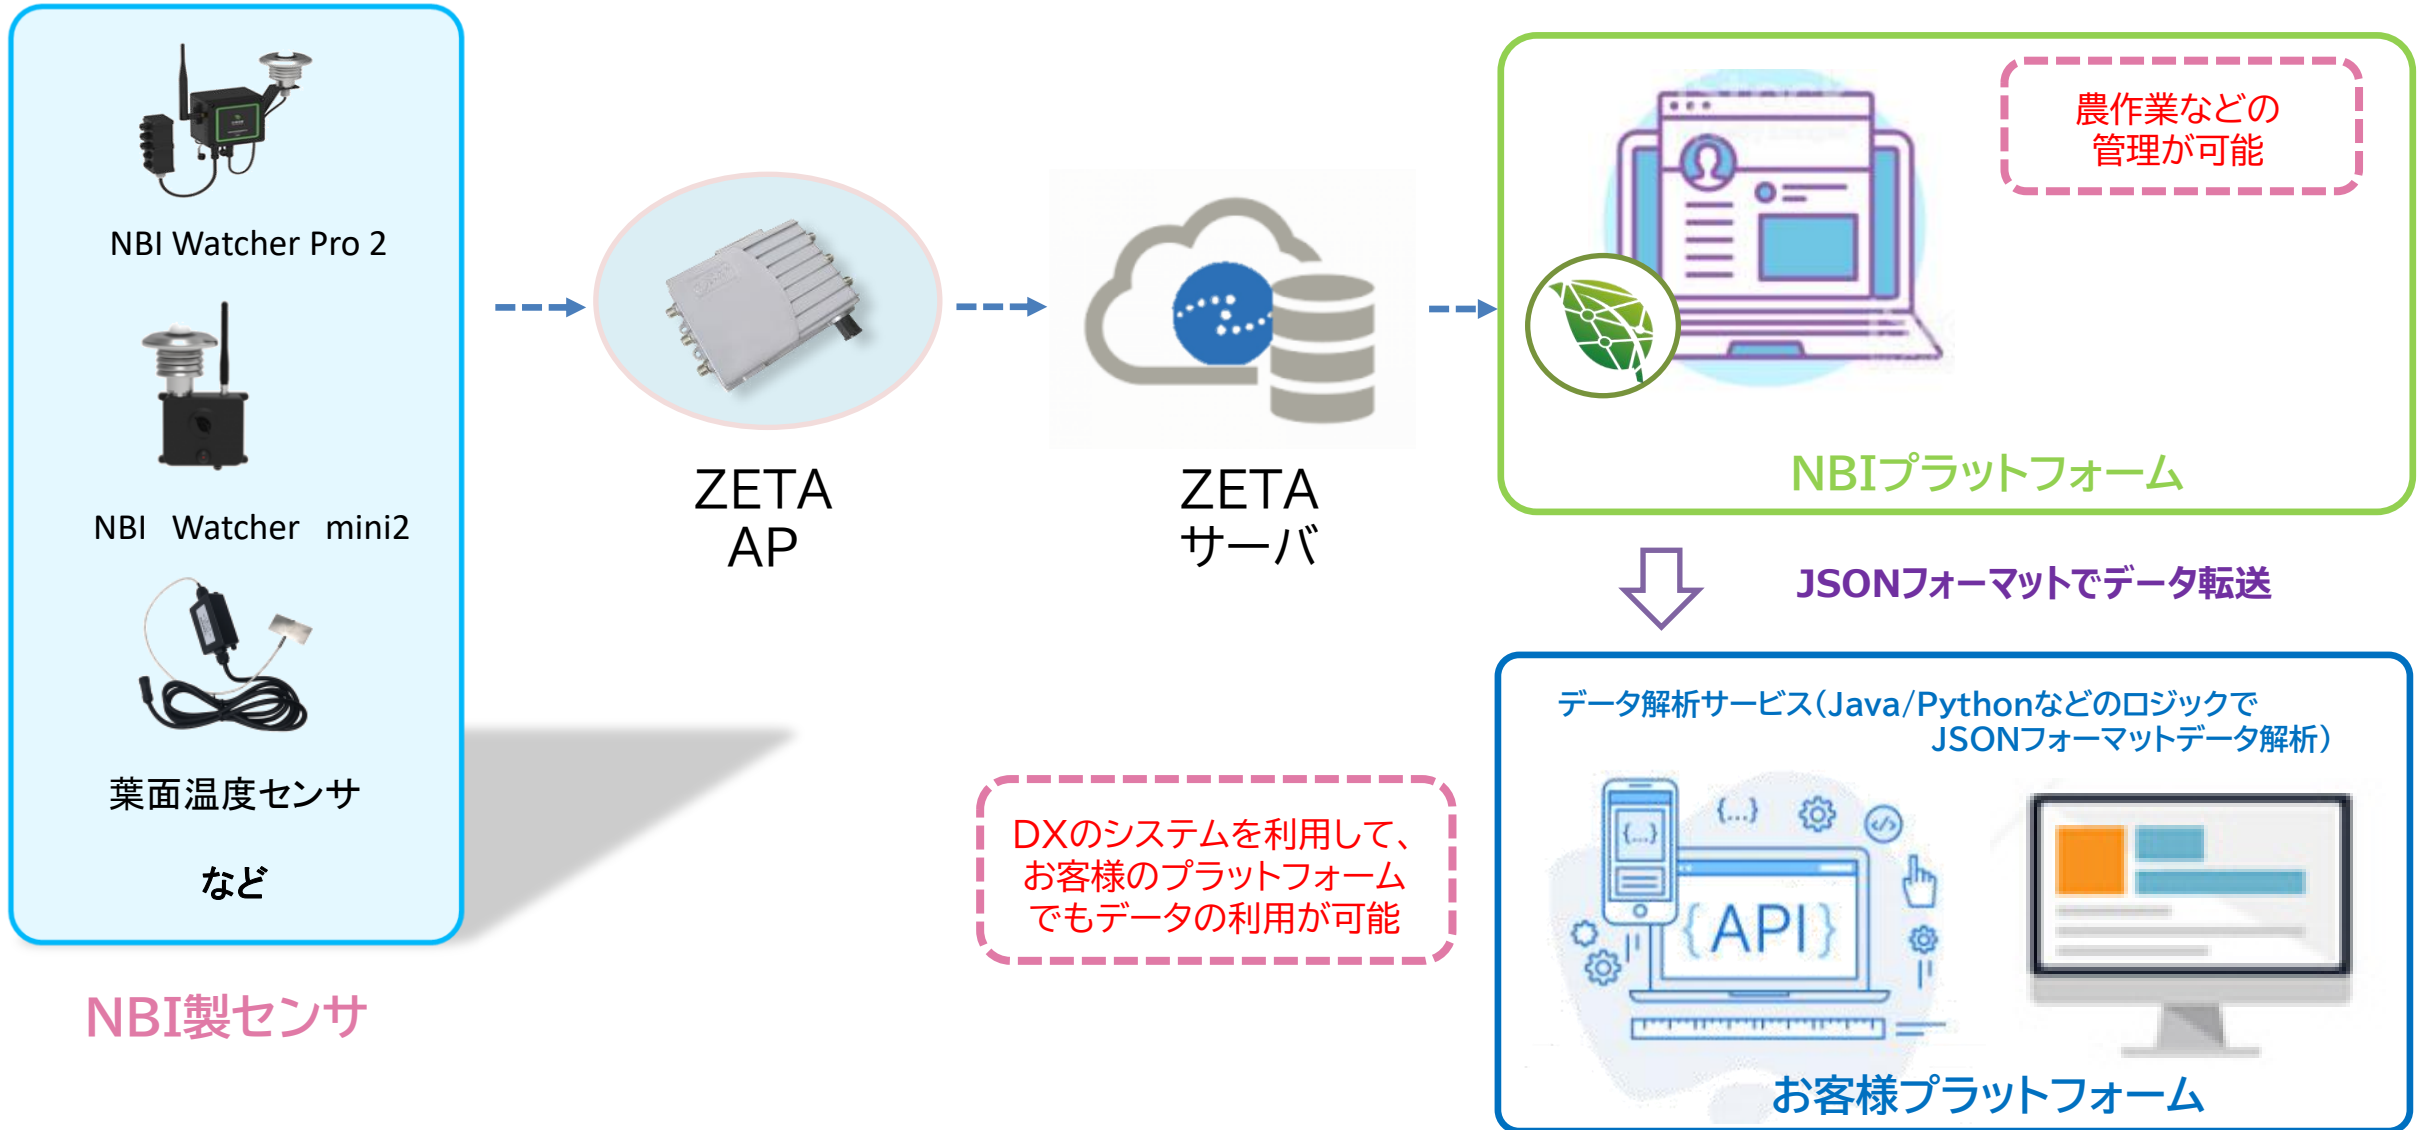 NBI Watcher Pro 2
NBI Watcher mini2
葉面温度センサ
など
NBI製センサ
ZETA
AP
ZETA
サーバ
農作業などの
管理が可能
NBIプラットフォーム
JSONフォーマットでデータ転送
DXのシステムを利用して、
お客様のプラットフォーム
でもデータの利用が可能
データ解析サービス(Java/Pythonなどのロジックで
JSONフォーマットデータ解析)
{...}
{...}
</>
{API}
お客様プラットフォーム